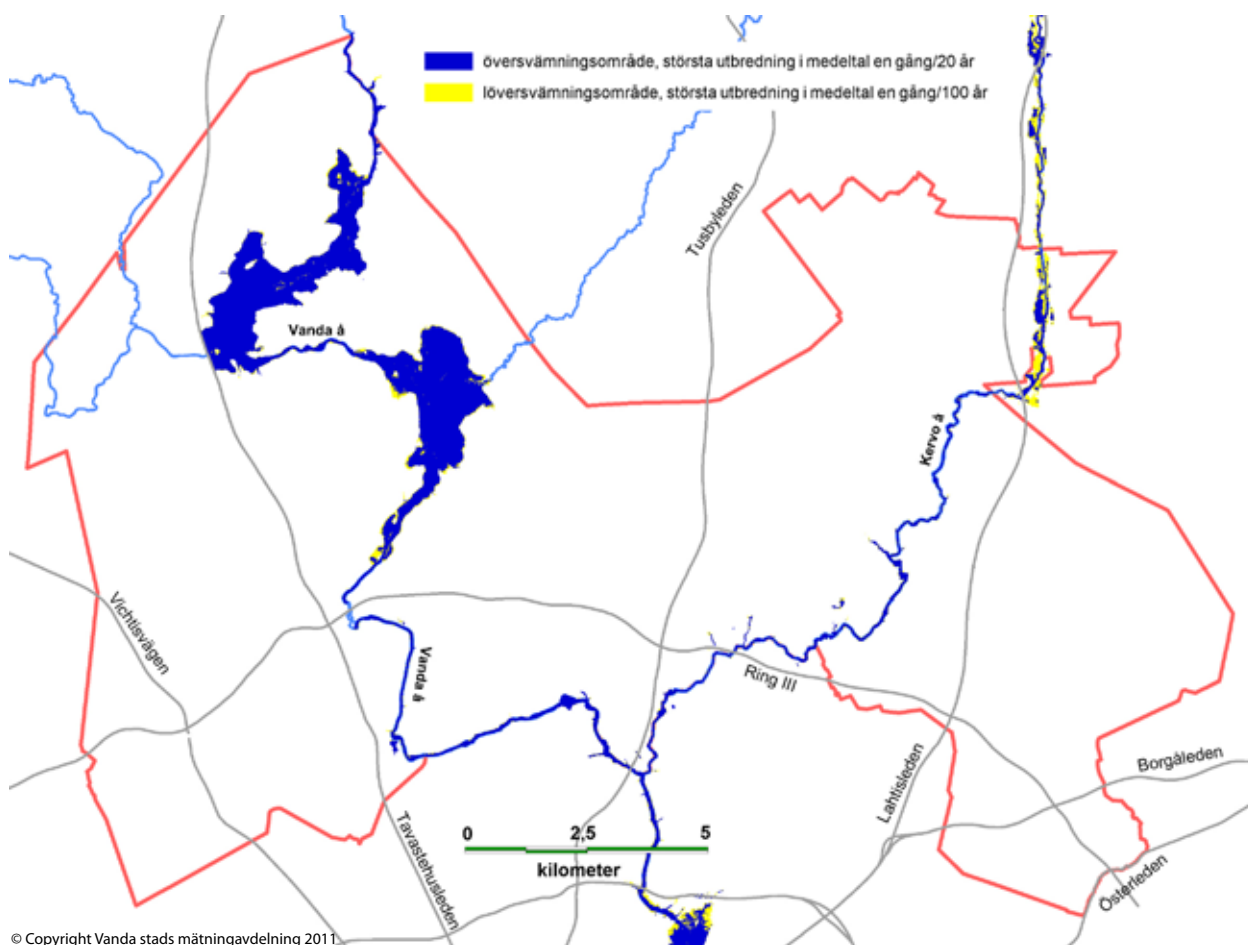 översvämningsområde, största utbredning i medeltal en gång/20 år
löversvämningsområde, största utbredning i medeltal en gång/100 år
Tusbyleden
Vanda å
Kervo å
Vichtisvägen
Vanda å
Ring III
Lahtisleden
Borgåleden
Tavastehusleden
0 2,5 5
kilometer
Österleden
© Copyright Vanda stads mätningavdelning 2011